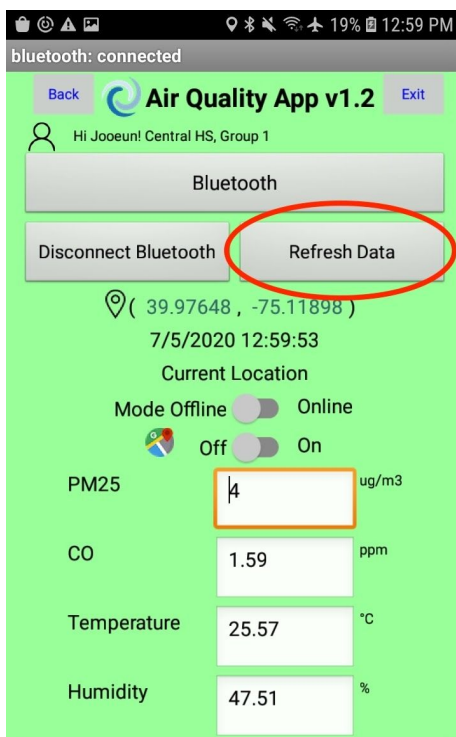 19% 12:59 PM
bluetooth: connected
Back Air Quality App v1.2 Exit
Hi Jooeun! Central HS, Group 1
Bluetooth
Disconnect Bluetooth Refresh Data
( 39.97648 , -75.11898 )
7/5/2020 12:59:53
Current Location
Mode Offline Online
Off On
PM25 4 ug/m3
CO 1.59 ppm
Temperature 25.57 °C
Humidity 47.51 %